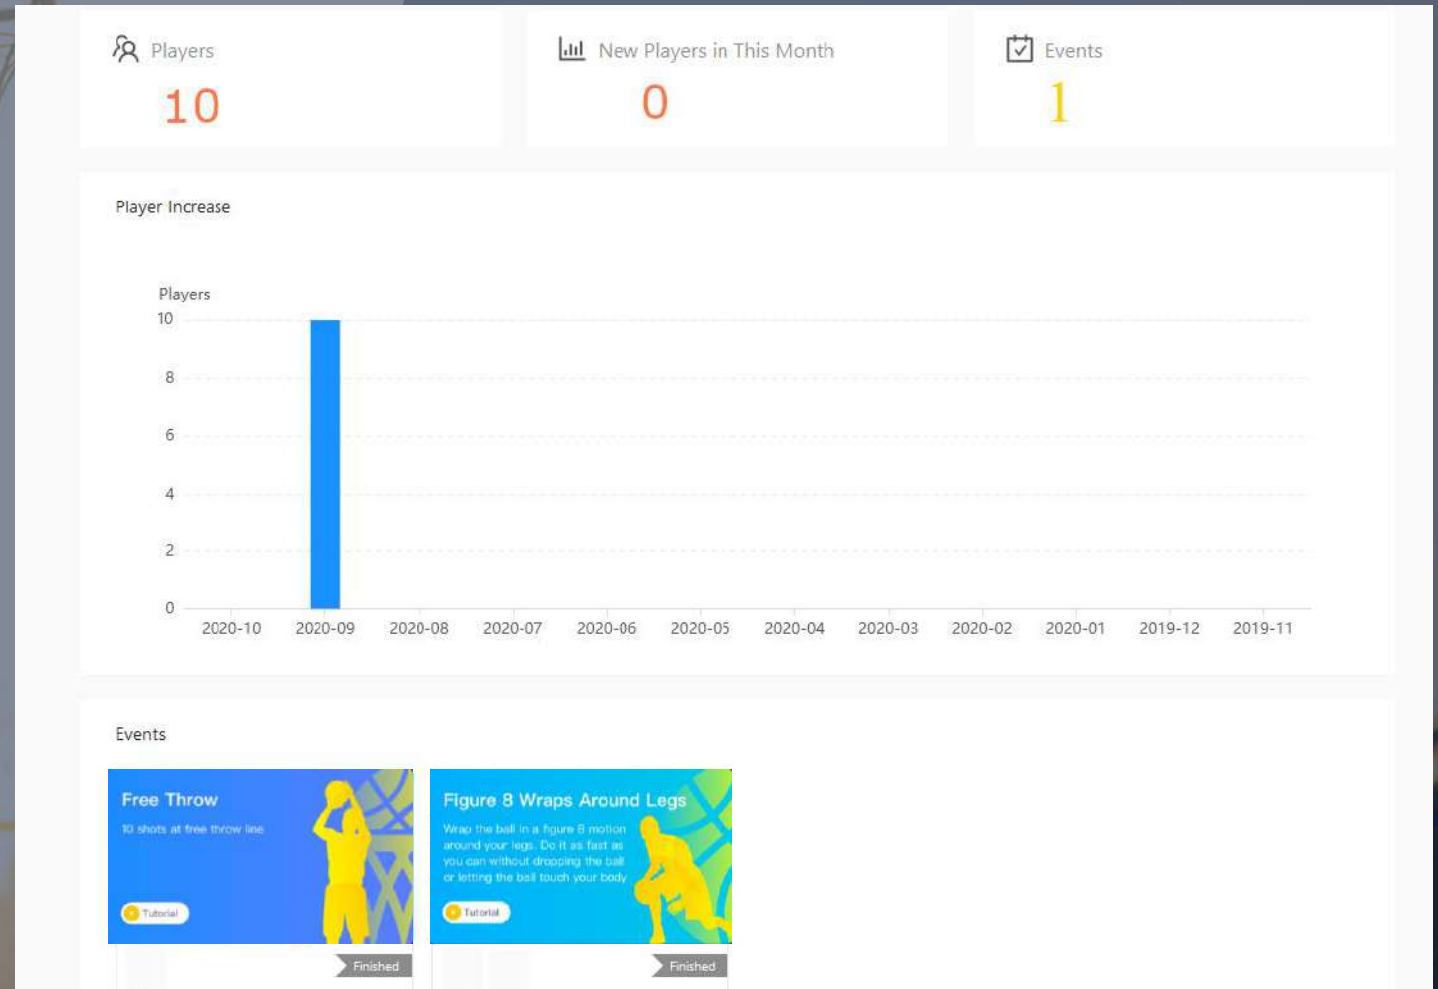 Players
10
New Players in This Month
0
Events
1
Player Increase
Players
10
8
6
4
2
0
2020-10 2020-09 2020-08 2020-07 2020-06 2020-05 2020-04 2020-03 2020-02 2020-01 2019-12 2019-11
Events
Free Throw
10 shots at free throw line
Tutorial
Finished
Figure 8 Wraps Around Legs
Wrap the ball in a figure 8 motion
around your legs. Do it as fast as
you can without dropping the ball
or letting the ball touch your body
Tutorial
Finished